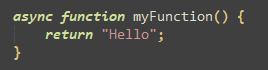 async function myFunction() {
    return "Hello";
}